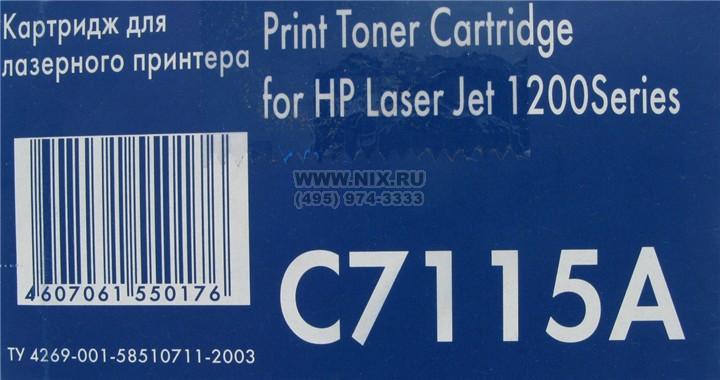 Картридж для
лазерного принтера
Print Toner Cartridge
for HP Laser Jet 1200Series
WWW.NIX.RU
(495) 974-3333
4607061 550176
C7115A
ТУ 4269-001-58510711-2003